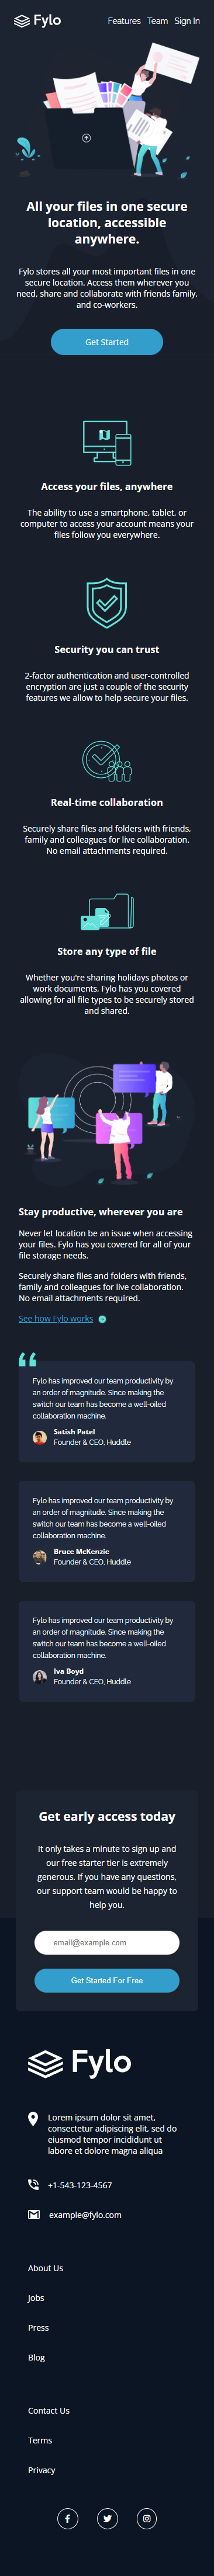 Fylo
Features Team Sign In
All your files in one secure
location, accessible
anywhere.
Fylo stores all your most important files in one
secure location. Access them wherever you
need, share and collaborate with friends family,
and co-workers.
Get Started
Access your files, anywhere
The ability to use a smartphone, tablet, or
computer to access your account means your
files follow you everywhere.
Security you can trust
2-factor authentication and user-controlled
encryption are just a couple of the security
features we allow to help secure your files.
Real-time collaboration
Securely share files and folders with friends,
family and colleagues for live collaboration.
No email attachments required.
Store any type of file
Whether you're sharing holidays photos or
work documents, Fylo has you covered
allowing for all file types to be securely stored
and shared.
Stay productive, wherever you are
Never let location be an issue when accessing
your files. Fylo has you covered for all of your
file storage needs.
Securely share files and folders with friends,
family and colleagues for live collaboration.
No email attachments required.
See how Fylo works
Fylo has improved our team productivity by
an order of magnitude. Since making the
switch our team has become a well-oiled
collaboration machine.
Satish Patel
Founder & CEO, Huddle
Fylo has improved our team productivity by
an order of magnitude. Since making the
switch our team has become a well-oiled
collaboration machine.
Bruce McKenzie
Founder & CEO, Huddle
Fylo has improved our team productivity by
an order of magnitude. Since making the
switch our team has become a well-oiled
collaboration machine.
Iva Boyd
Founder & CEO, Huddle
Get early access today
It only takes a minute to sign up and
our free starter tier is extremely
generous. If you have any questions,
our support team would be happy to
help you.
email@example.com
Get Started For Free
Fylo
Lorem ipsum dolor sit amet,
consectetur adipiscing elit, sed do
eiusmod tempor incididunt ut
labore et dolore magna aliqua
+1-543-123-4567
example@fylo.com
About Us
Jobs
Press
Blog
Contact Us
Terms
Privacy